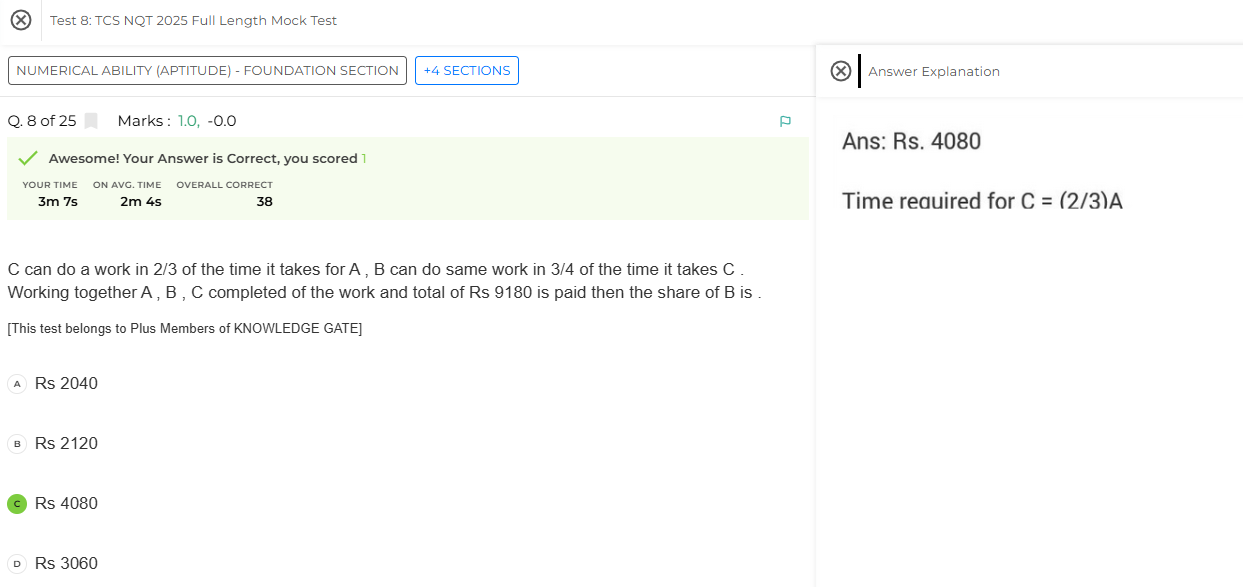 Test 8: TCS NQT 2025 Full Length Mock Test
NUMERICAL ABILITY (APTITUDE) - FOUNDATION SECTION
+4 SECTIONS
Q. 8 of 25 Marks : 1.0, -0.0
Awesome! Your Answer is Correct, you scored 1
YOUR TIME ON AVG. TIME OVERALL CORRECT
3m 7s 2m 4s 38
C can do a work in 2/3 of the time it takes for A , B can do same work in 3/4 of the time it takes C .
Working together A , B , C completed of the work and total of Rs 9180 is paid then the share of B is .
[This test belongs to Plus Members of KNOWLEDGE GATE]
A Rs 2040
B Rs 2120
C Rs 4080
D Rs 3060
Answer Explanation
Ans: Rs. 4080
Time required for C = (2/3)A